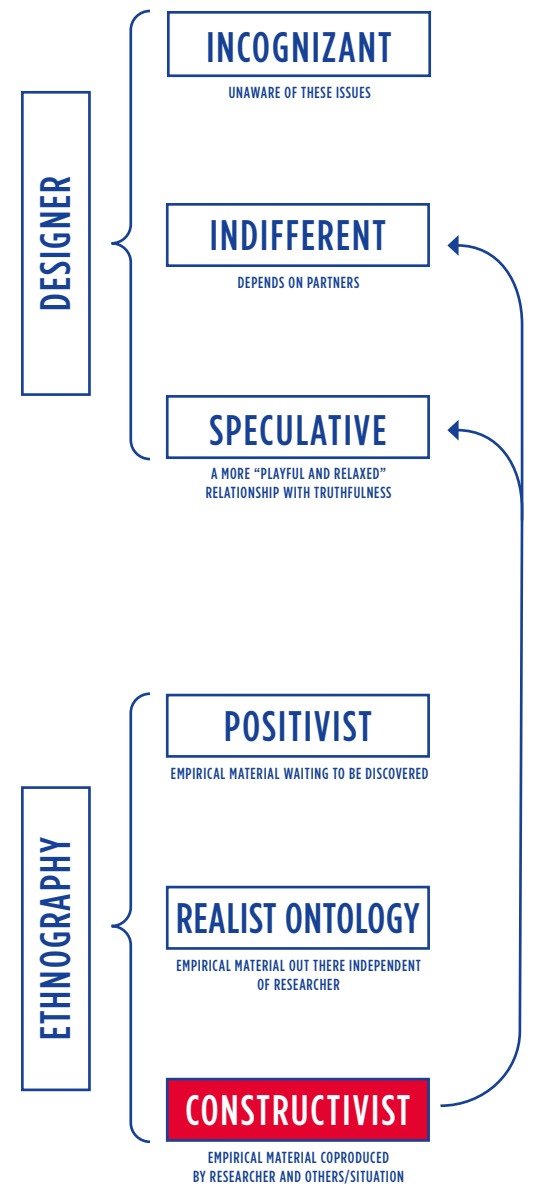 DESIGNER
INCOGNIZANT
UNAWARE OF THESE ISSUES
INDIFFERENT
DEPENDS ON PARTNERS
SPECULATIVE
A MORE “PLAYFUL AND RELAXED”
RELATIONSHIP WITH TRUTHFULNESS
ETHNOGRAPHY
POSITIVIST
EMPIRICAL MATERIAL WAITING TO BE DISCOVERED
REALIST ONTOLOGY
EMPIRICAL MATERIAL OUT THERE INDEPENDENT
OF RESEARCHER
CONSTRUCTIVIST
EMPIRICAL MATERIAL COPRODUCED
BY RESEARCHER AND OTHERS/SITUATION